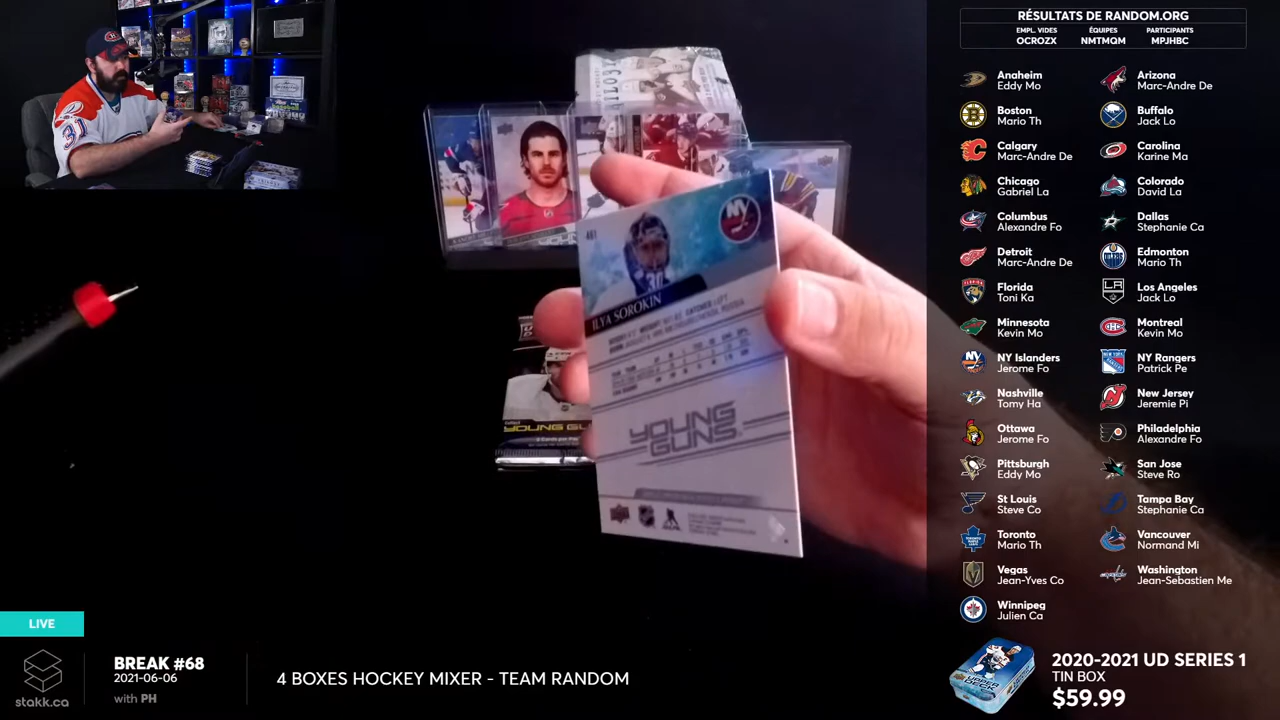 RÉSULTATS DE RANDOM.ORG
EMPL. VIDES ÉQUIPES PARTICIPANTS
OCROZX NMTMQM MPJHBC
Anaheim
Eddy Mo
Arizona
Marc-Andre De
Boston
Mario Th
Buffalo
Jack Lo
Calgary
Marc-Andre De
Carolina
Karine Ma
Chicago
Gabriel La
Colorado
David La
Columbus
Alexandre Fo
Dallas
Stephanie Ca
Detroit
Marc-Andre De
Edmonton
Mario Th
Florida
Toni Ka
Los Angeles
Jack Lo
Minnesota
Kevin Mo
Montreal
Kevin Mo
NY Islanders
Jerome Fo
NY Rangers
Patrick Pe
Nashville
Tomy Ha
New Jersey
Jeremie Pi
Ottawa
Jerome Fo
Philadelphia
Alexandre Fo
Pittsburgh
Eddy Mo
San Jose
Steve Ro
St Louis
Steve Co
Tampa Bay
Stephanie Ca
Toronto
Mario Th
Vancouver
Normand Mi
Vegas
Jean-Yves Co
Washington
Jean-Sebastien Me
Winnipeg
Julien Ca
31
461
NY
30
ILYA SOROKIN
YOUNG
GUNS
YOUNG GU
LIVE
stakk.ca
BREAK #68
2021-06-06
with PH
4 BOXES HOCKEY MIXER - TEAM RANDOM
2020-2021 UD SERIES 1
TIN BOX
$59.99